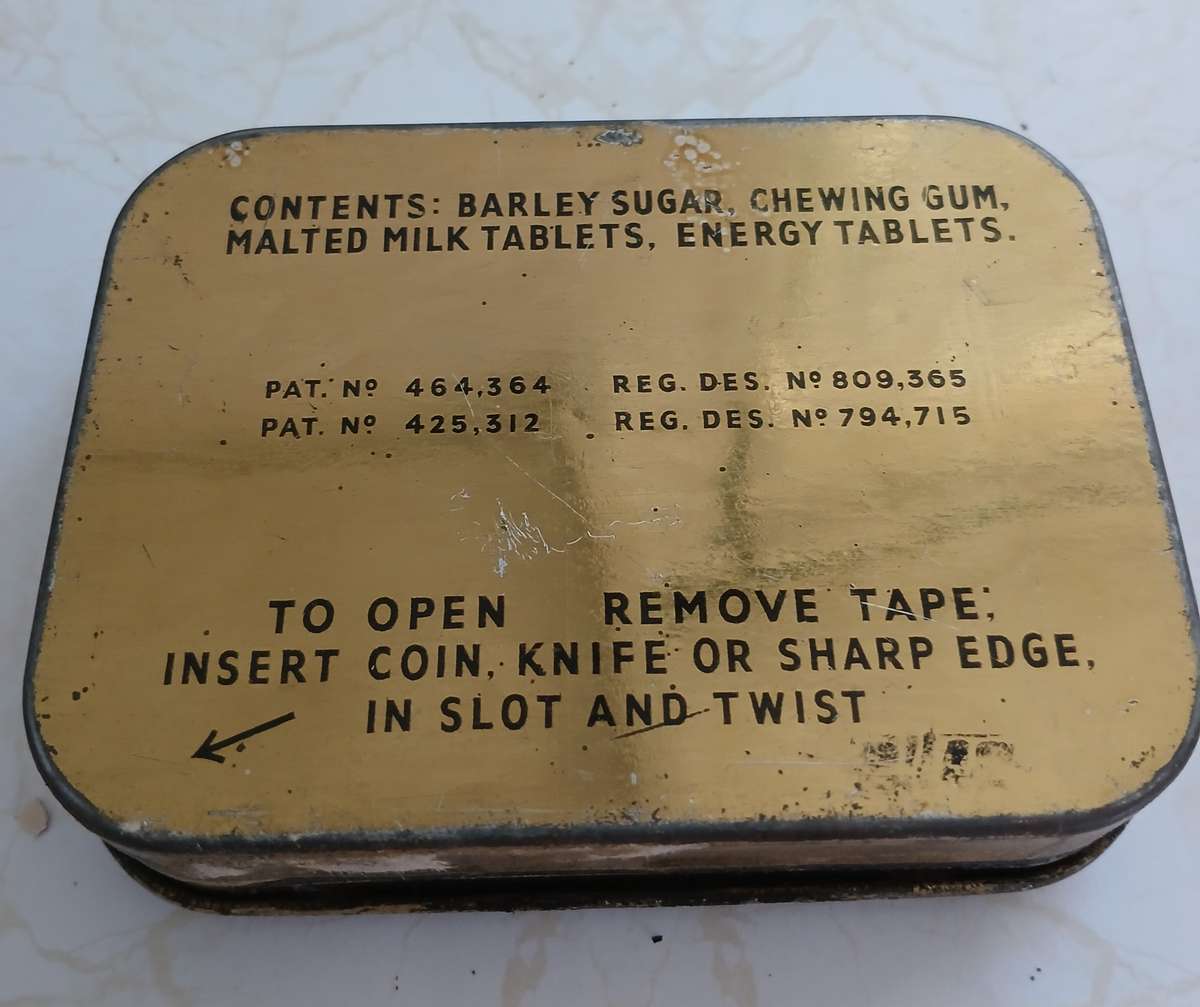 CONTENTS: BARLEY SUGAR, CHEWING GUM,
MALTED MILK TABLETS, ENERGY TABLETS.
PAT. Nº 464,364 REG. DES. Nº 809,365
PAT. Nº 425,312 REG. DES. Nº 794,715
TO OPEN REMOVE TAPE;
INSERT COIN, KNIFE OR SHARP EDGE,
IN SLOT AND TWIST